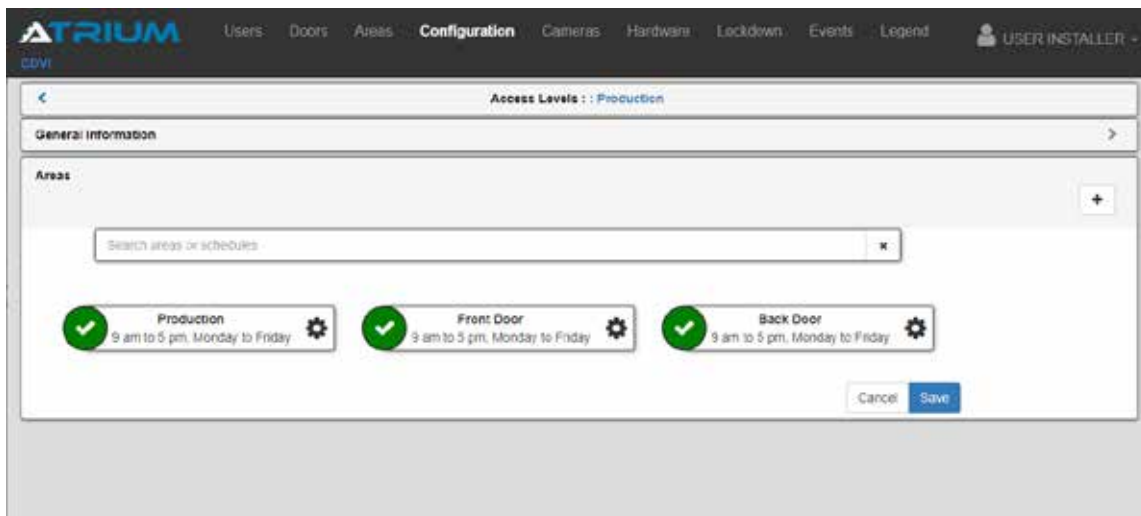 ATRIUM
CDVI
Users Doors Areas Configuration Cameras Hardware Lockdown Events Legend USER INSTALLER
Access Levels : : Production
General Information
Areas
+
Search areas or schedules
Production
9 am to 5 pm, Monday to Friday
Front Door
9 am to 5 pm, Monday to Friday
Back Door
9 am to 5 pm, Monday to Friday
Cancel Save